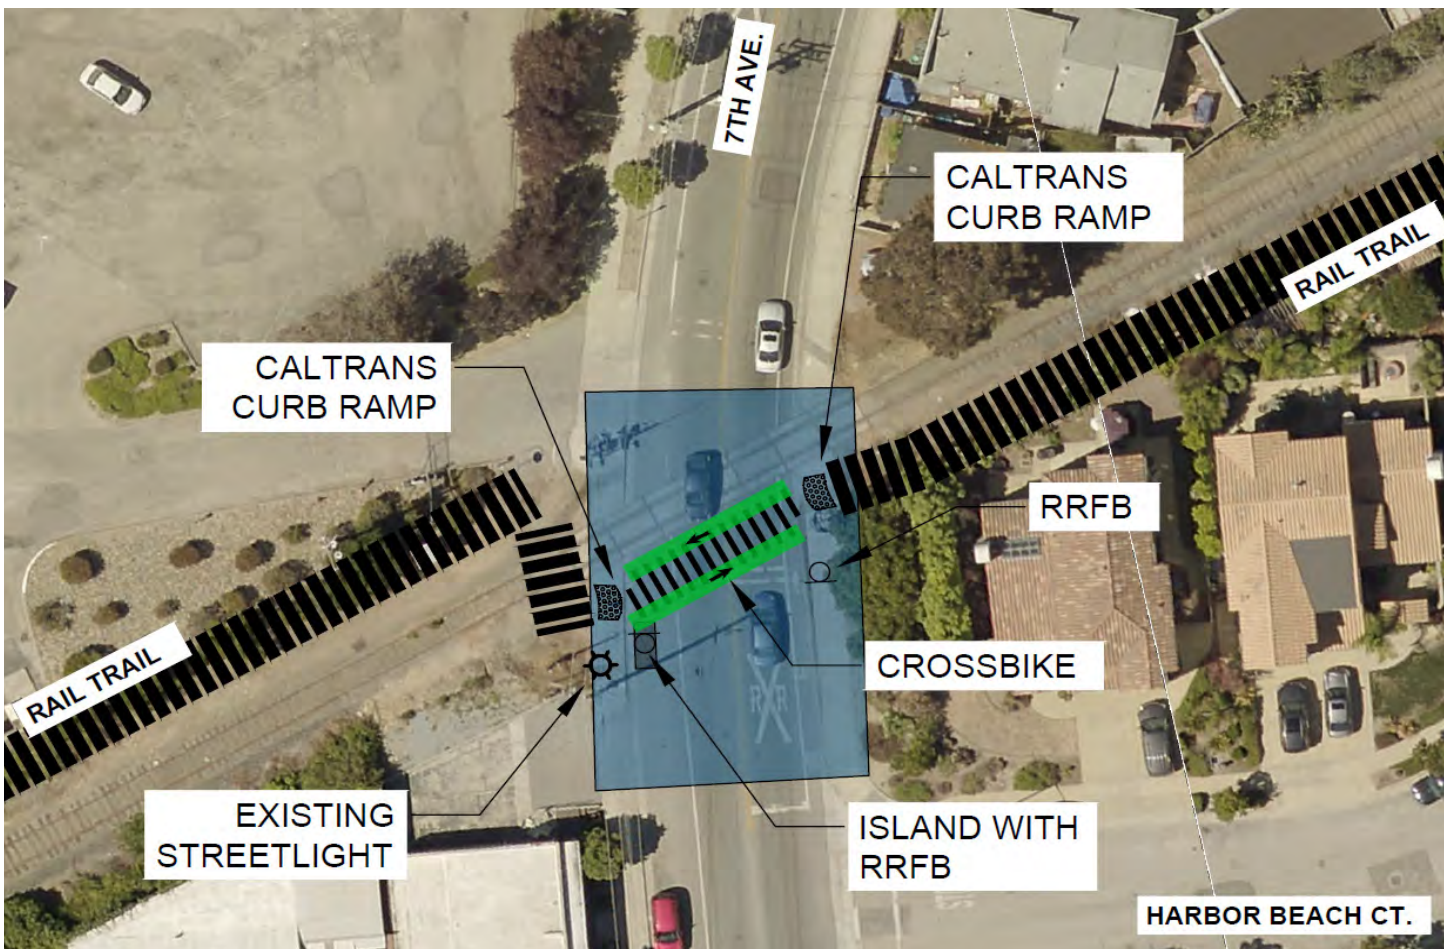 7TH AVE.
CALTRANS
CURB RAMP
RAIL TRAIL
CALTRANS
CURB RAMP
RRFB
RAIL TRAIL
CROSSBIKE
R R
EXISTING
STREETLIGHT
ISLAND WITH
RRFB
HARBOR BEACH CT.